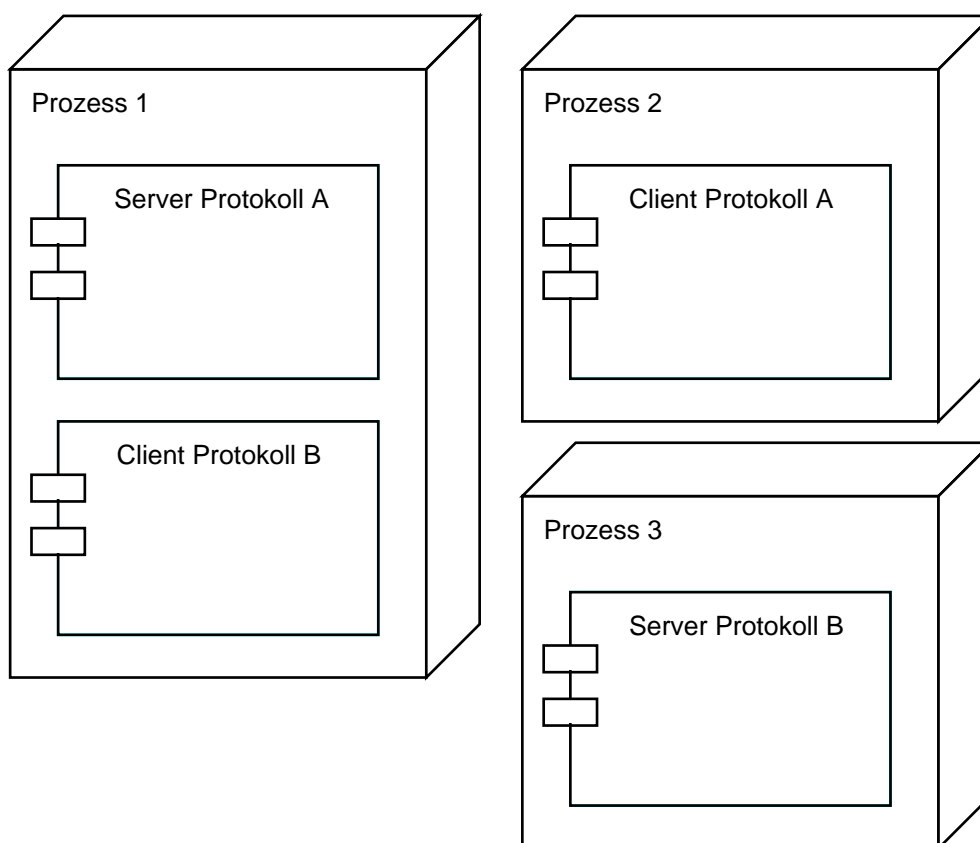 Prozess 1
Server Protokoll A
Client Protokoll B
Prozess 2
Client Protokoll A
Prozess 3
Server Protokoll B